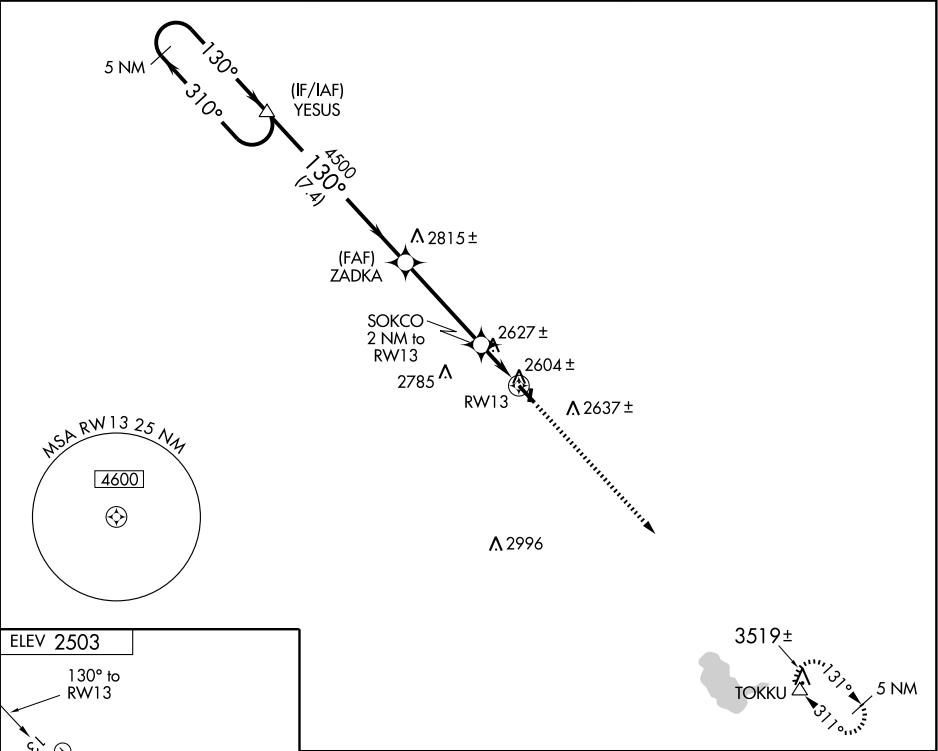 130°
5 NM
310°
(IF/IAF)
YESUS
4500
130°
(7.4)
2815 ±
(FAF)
ZADKA
SOKCO
2 NM to
RW13
2627 ±
2604 ±
2785
RW13
2637 ±
MSA RW13 25 NM
4600
2996
ELEV 2503
130° to
RW13
13
3519 ±
TOKKU
131°
5 NM
311°